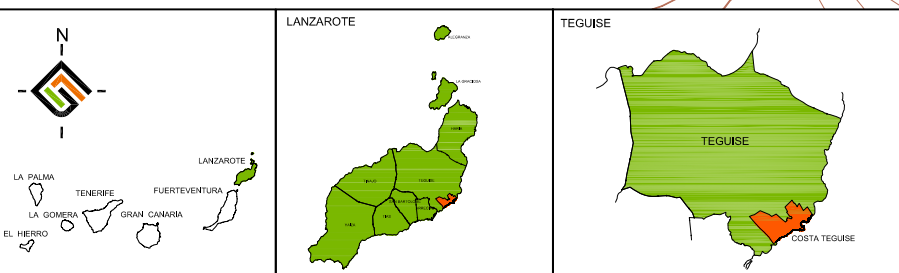 N
LANZAROTE
LA PALMA
TENERIFE
FUERTEVENTURA
LA GOMERA
GRAN CANARIA
EL HIERRO
LANZAROTE
ALEGRANZA
LA GRACIOSA
HARÍA
TINAJO
TEGUISE
YAIZA
TÍAS
TEGUISE
TEGUISE
COSTA TEGUISE